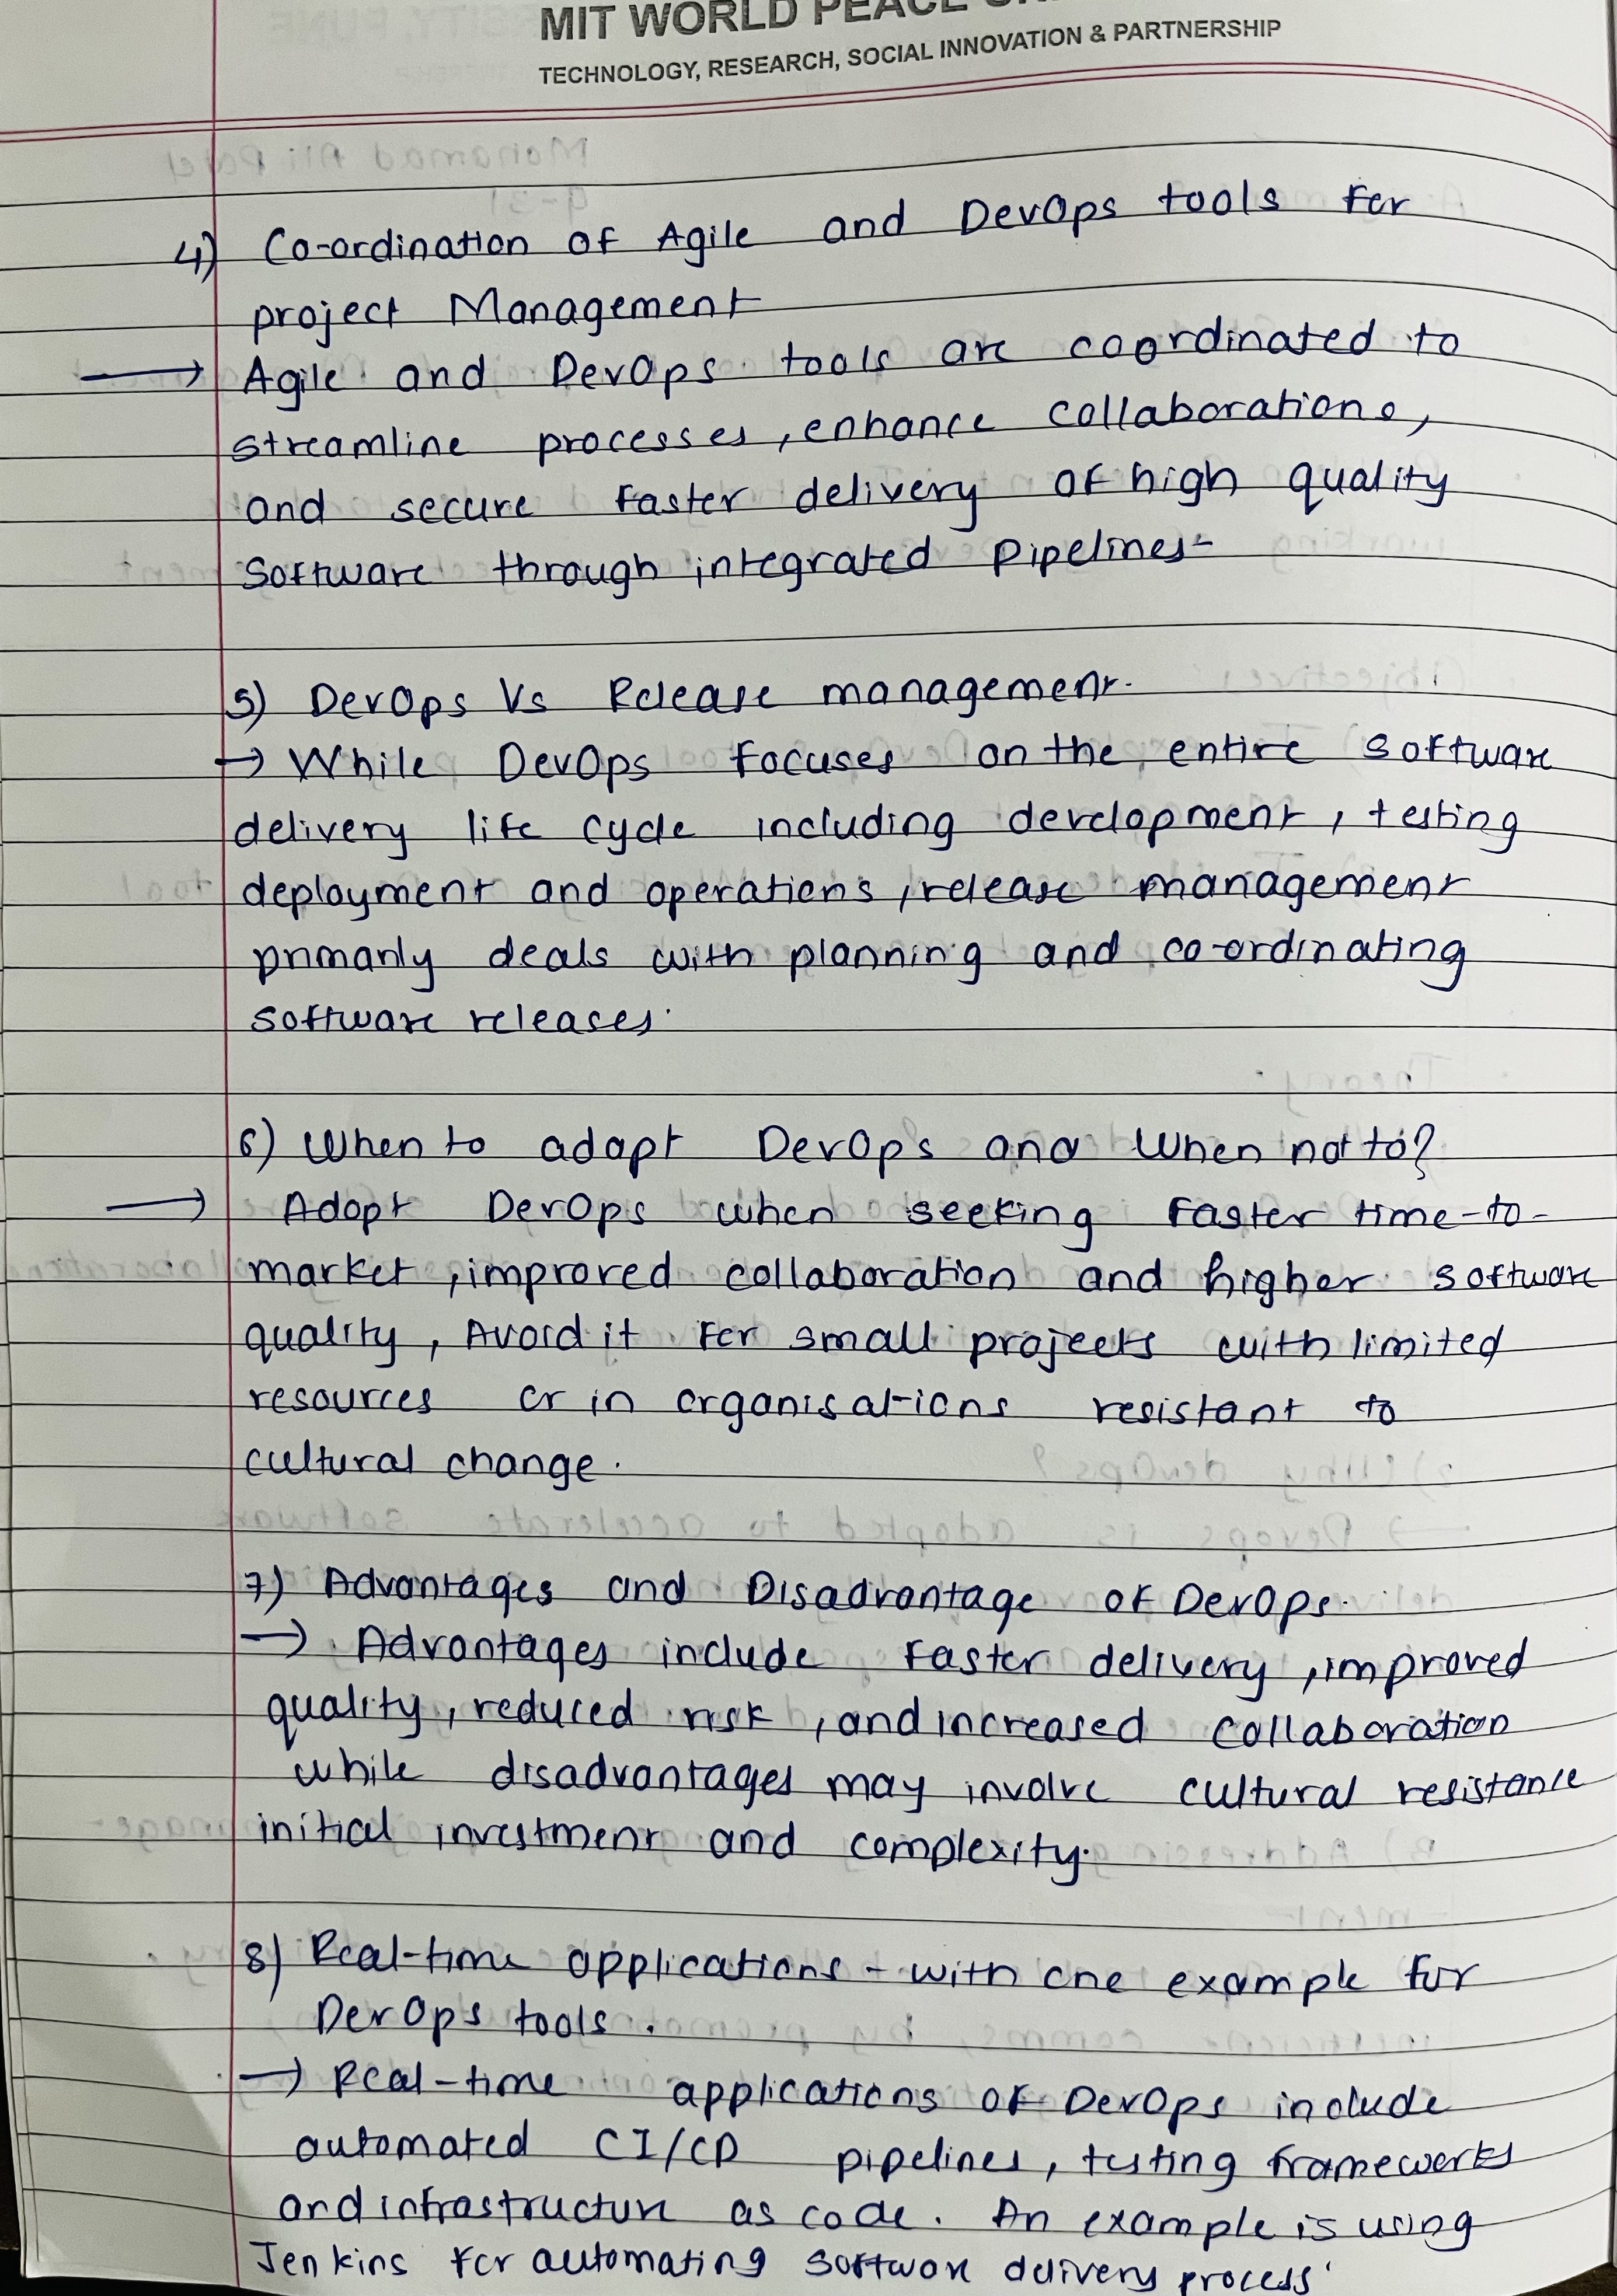 MIT WORLD PEACE
TECHNOLOGY, RESEARCH, SOCIAL INNOVATION & PARTNERSHIP
4) Co-ordination of Agile and DevOps tools for
project Management
→ Agile and DevOps tools are coordinated to
streamline processes, enhance collaborations,
and secure faster delivery of high quality
software through integrated pipelines-
5) DevOps Vs Release management.
→ While DevOps focuses on the entire software
delivery life cycle including development, testing
deployment and operations, release management
primarily deals with planning and co-ordinating
software releases.
6) When to adapt DevOps and When not to?
→ Adopt DevOps when seeking faster time-to-
market, improved collaboration and higher software
quality, Avoid it for small projects with limited
resources or in organisations resistant to
cultural change.
7) Advantages and Disadvantage of DevOps.
→ Advantages include faster delivery, improved
quality, reduced risk, and increased collaboration
while disadvantages may involve cultural resistance
initial investment and complexity.
8) Real-time applications - with one example for
DevOps tools.
→ Real-time applications of DevOps include
automated CI/CD pipelines, testing frameworks
and infrastructure as code. An example is using
Jenkins for automating software delivery process.